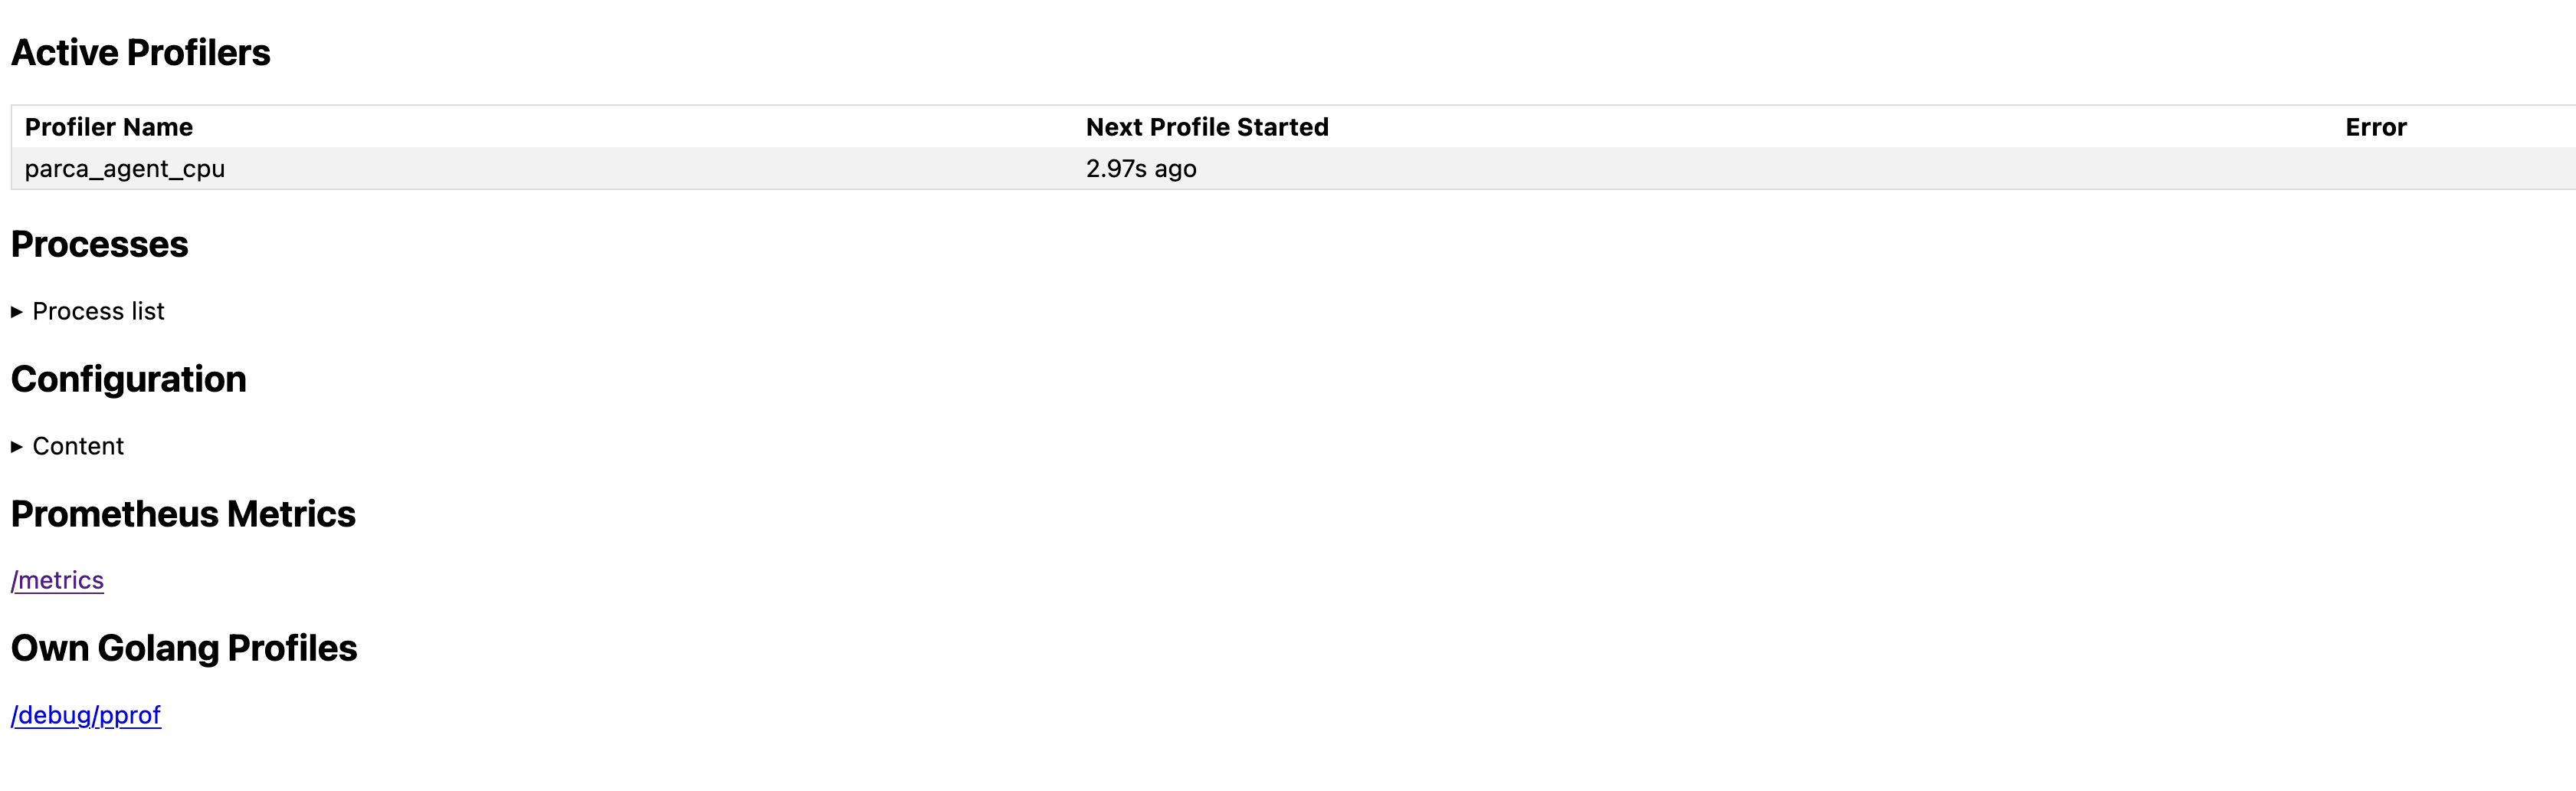 Active Profilers
Profiler Name Next Profile Started Error
parca_agent_cpu 2.97s ago
Processes
▸ Process list
Configuration
▸ Content
Prometheus Metrics
/metrics
Own Golang Profiles
/debug/pprof